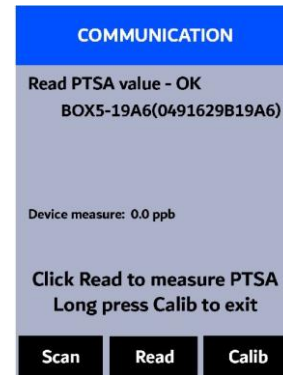 COMMUNICATION
Read PTSA value - OK
BOX5-19A6(0491629B19A6)
Device measure: 0.0 ppb
Click Read to measure PTSA
Long press Calib to exit
Scan Read Calib